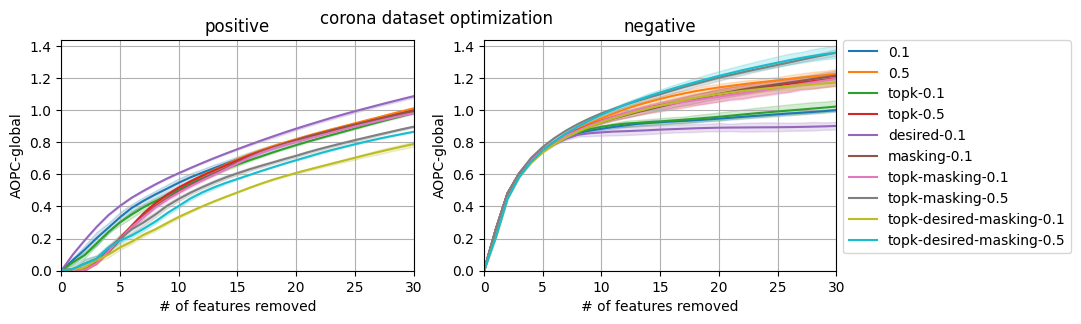 corona dataset optimization
positive
1.4
1.2
1.0
0.8
0.6
0.4
0.2
0.0
AOPC-global
0 5 10 15 20 25 30
# of features removed
negative
1.4
1.2
1.0
0.8
0.6
0.4
0.2
0.0
AOPC-global
0 5 10 15 20 25 30
# of features removed
0.1
0.5
topk-0.1
topk-0.5
desired-0.1
masking-0.1
topk-masking-0.1
topk-masking-0.5
topk-desired-masking-0.1
topk-desired-masking-0.5